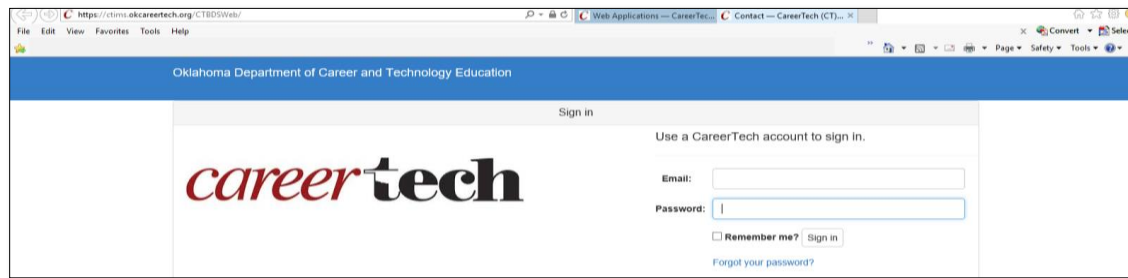 https://ctims.okcareertech.org/CTBDSWeb/
Web Applications — CareerTec...
Contact — CareerTech (CT)...
File Edit View Favorites Tools Help
Convert
Page Safety Tools
Oklahoma Department of Career and Technology Education
Sign in
Use a CareerTech account to sign in.
careertech
Email:
Password:
Remember me? Sign in
Forgot your password?